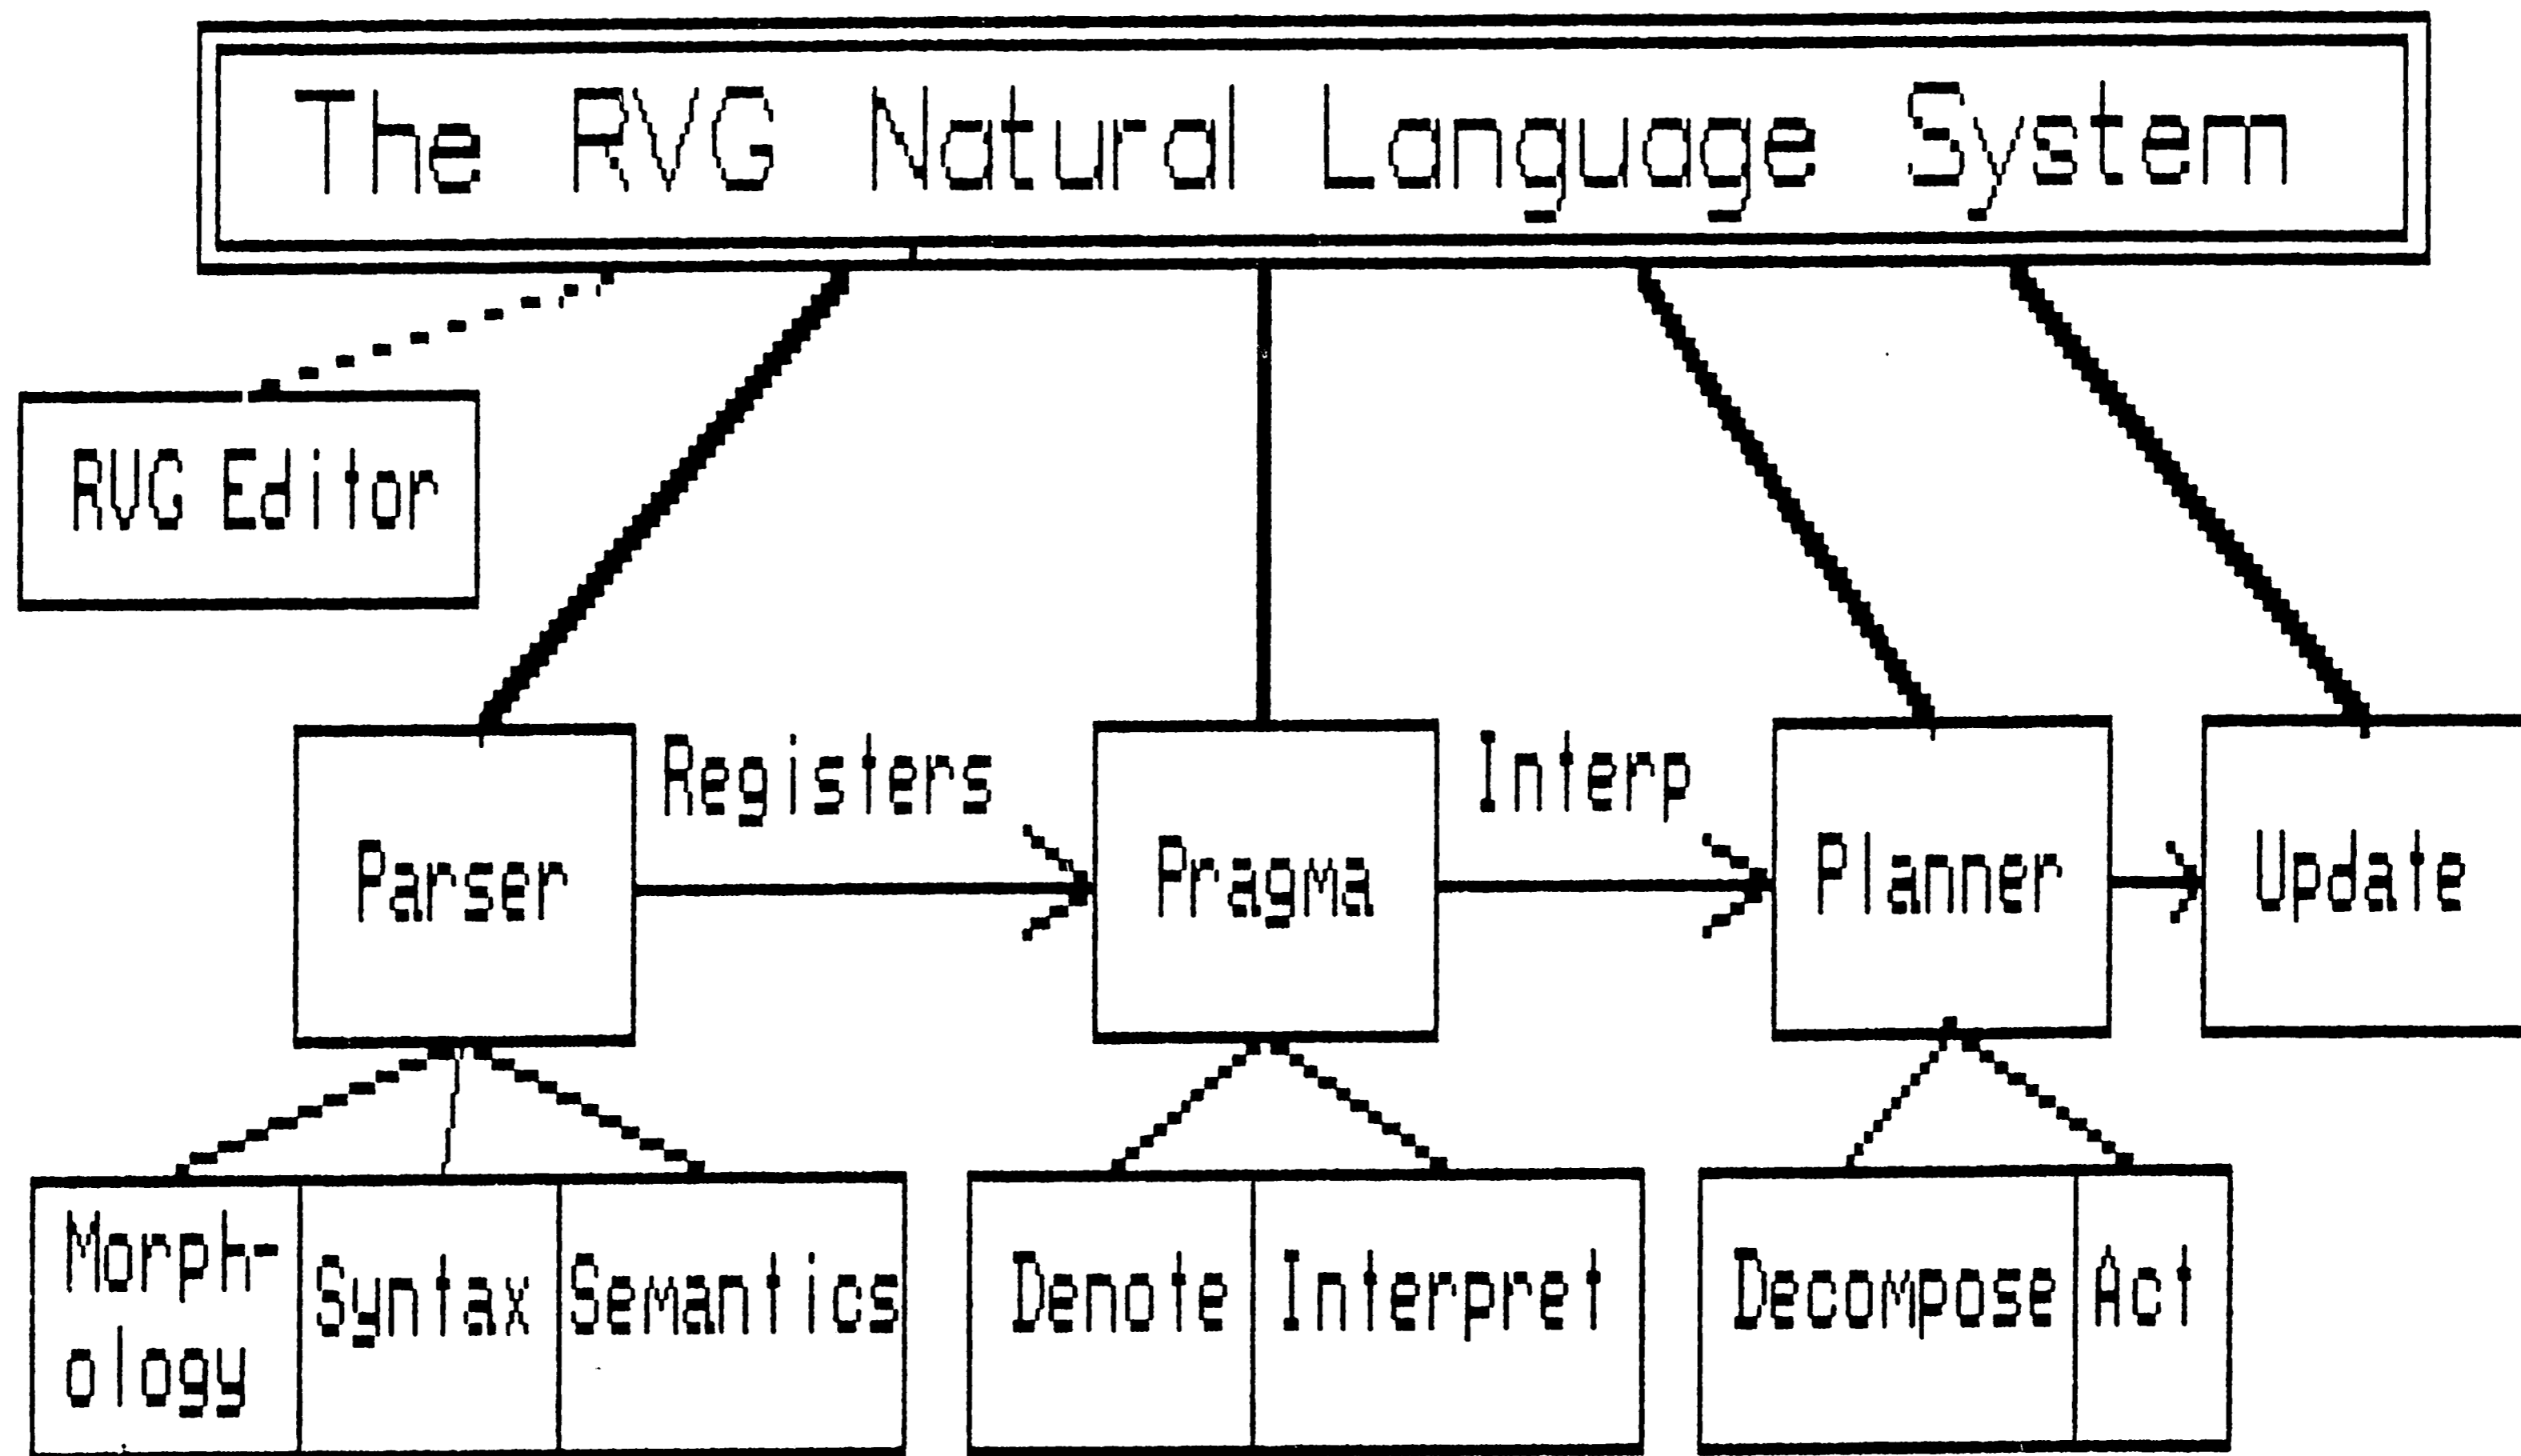 The RVG Natural Language System
RVG Editor
Registers
Interp
Parser
Pragma
Planner
Update
Morph-
ology
Syntax
Semantics
Denote
Interpret
Decompose
Act